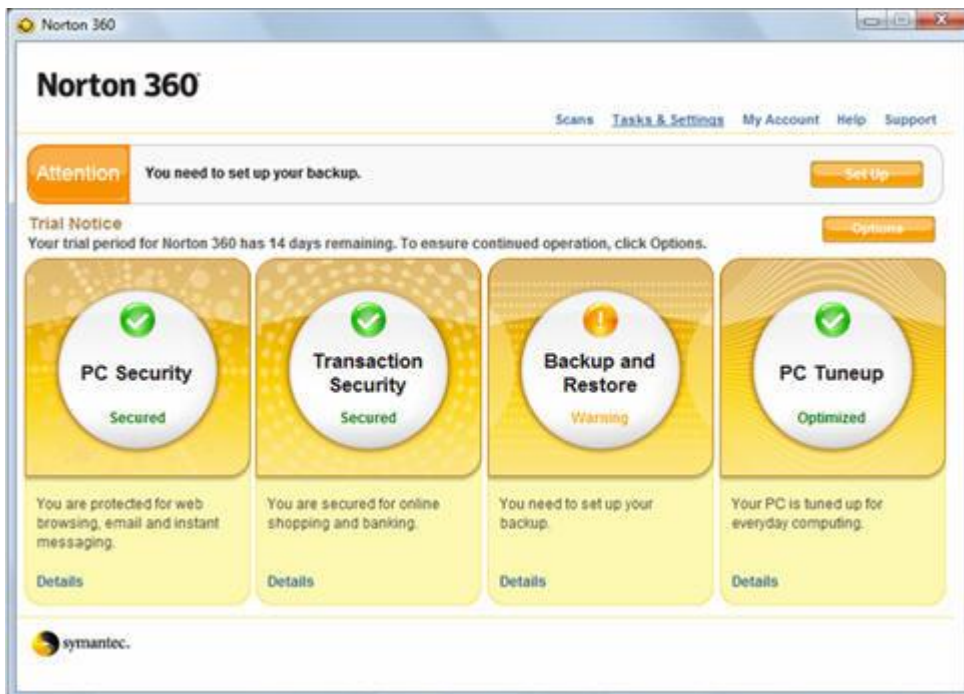 Norton 360
Norton 360
Scans Tasks & Settings My Account Help Support
Attention You need to set up your backup. Set Up
Trial Notice
Your trial period for Norton 360 has 14 days remaining. To ensure continued operation, click Options. Options
PC Security
Secured
You are protected for web
browsing, email and instant
messaging.
Details
Transaction
Security
Secured
You are secured for online
shopping and banking.
Details
Backup and
Restore
Warning
You need to set up your
backup.
Details
PC Tuneup
Optimized
Your PC is tuned up for
everyday computing.
Details
symantec.